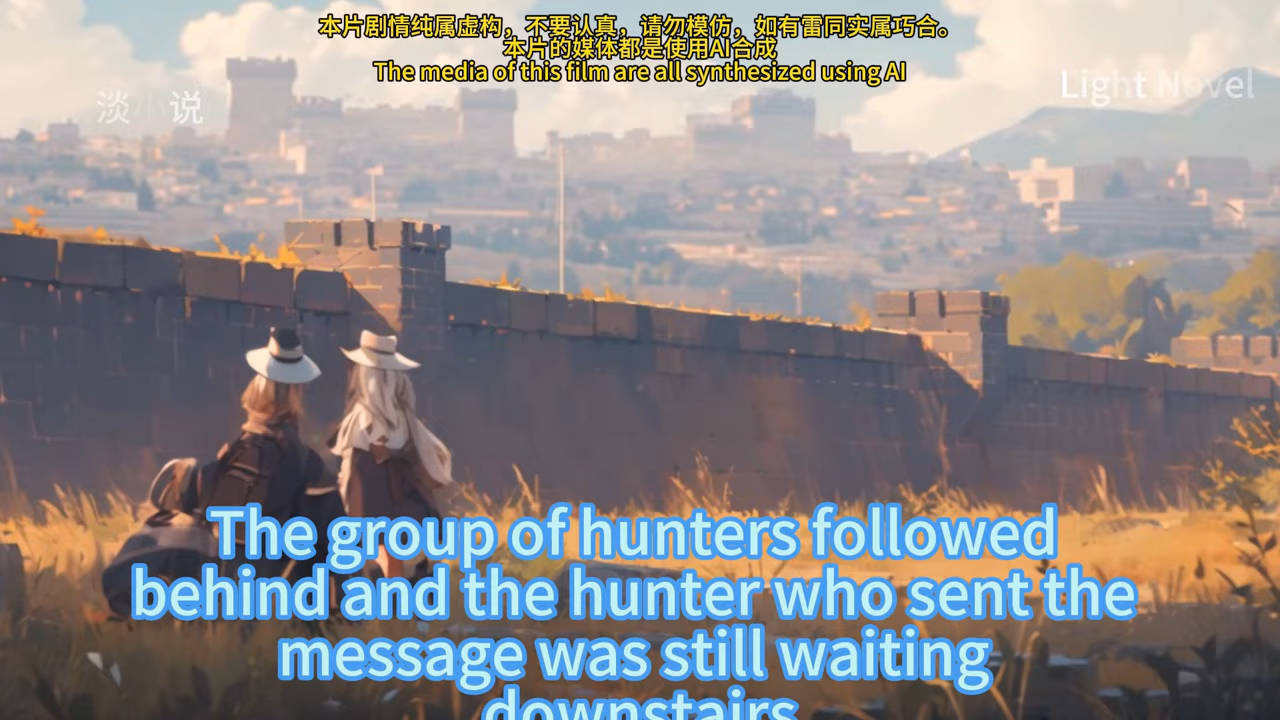 本片剧情纯属虚构，不要认真，请勿模仿，如有雷同实属巧合。
本片的媒体都是使用AI合成
The media of this film are all synthesized using AI
淡小说
Light Novel
The group of hunters followed
behind and the hunter who sent the
message was still waiting
downstairs